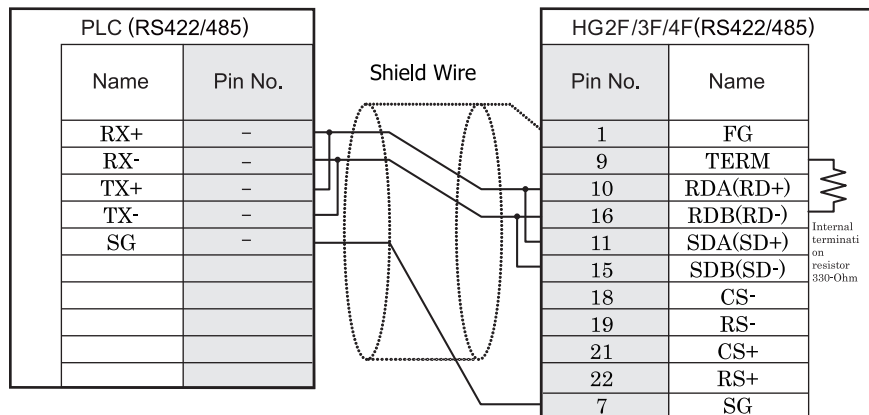 PLC (RS422/485)
Name Pin No.
RX+ –
RX- –
TX+ –
TX- –
SG –
Shield Wire
HG2F/3F/4F(RS422/485)
Pin No. Name
1 FG
9 TERM
10 RDA(RD+)
16 RDB(RD-)
11 SDA(SD+)
15 SDB(SD-)
18 CS-
19 RS-
21 CS+
22 RS+
7 SG
Internal
terminati
on
resistor
330-Ohm